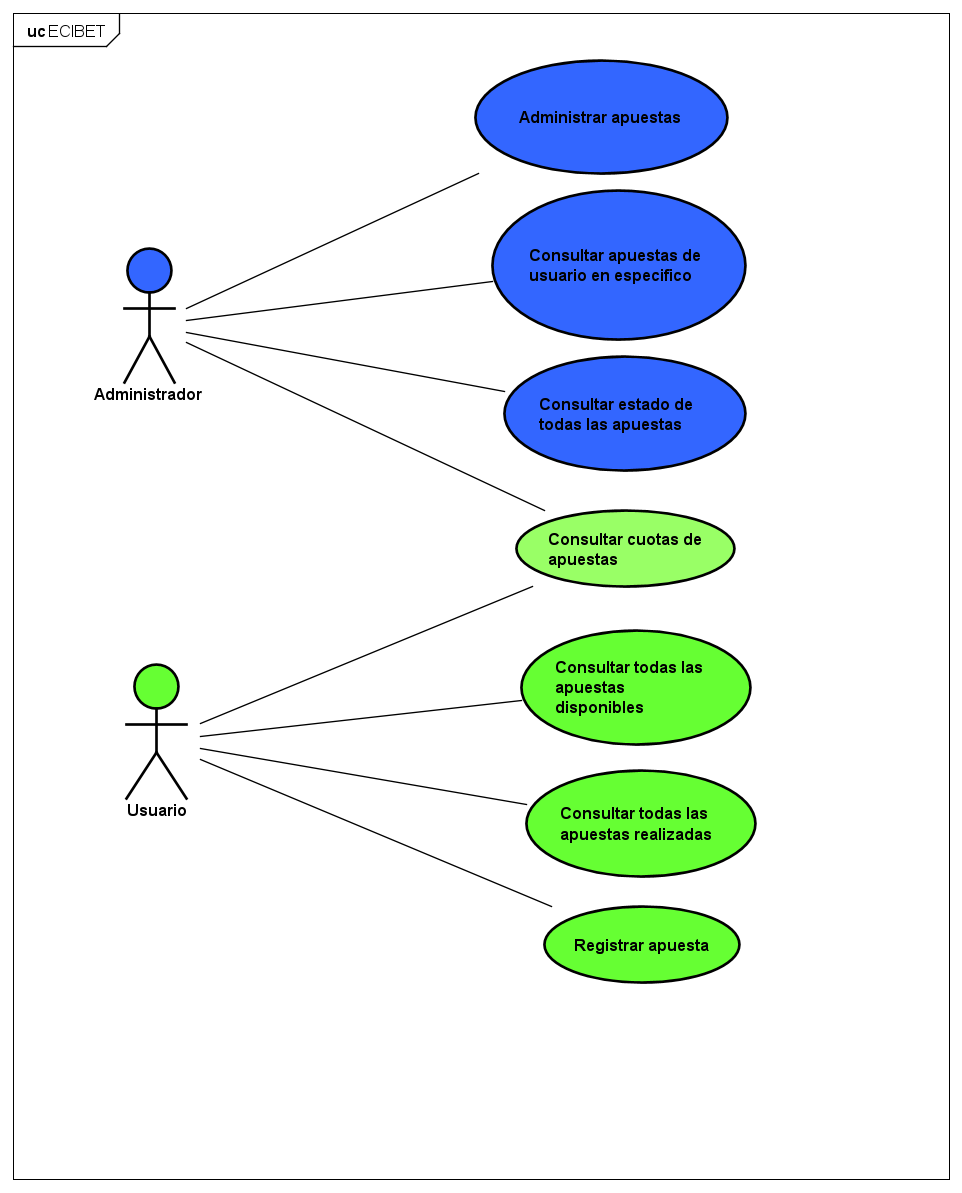 uc ECIBET
Administrar apuestas
Consultar apuestas de
usuario en especifico
Administrador
Consultar estado de
todas las apuestas
Consultar cuotas de
apuestas
Consultar todas las
apuestas
disponibles
Usuario
Consultar todas las
apuestas realizadas
Registrar apuesta